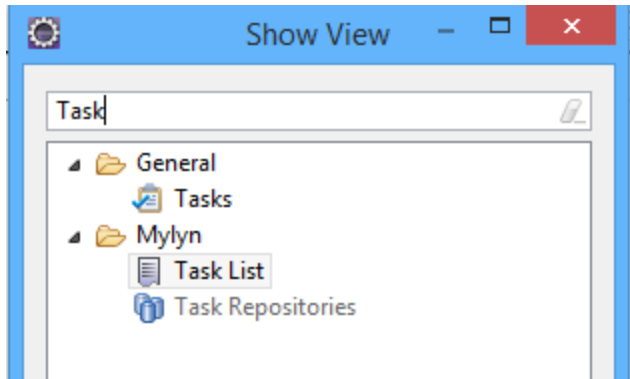 Show View
Task
General
Tasks
Mylyn
Task List
Task Repositories